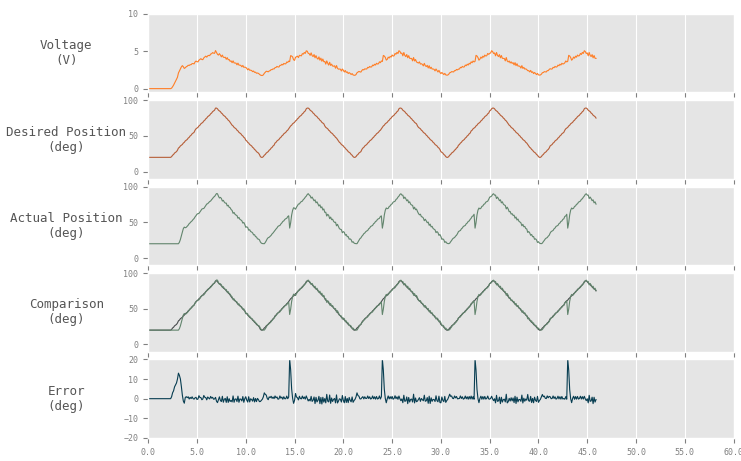 10
Voltage
(V)
5
0
100
Desired Position
(deg)
50
0
100
Actual Position
(deg)
50
0
100
Comparison
(deg)
50
0
20
10
Error
(deg)
0
−10
−20
0.0 5.0 10.0 15.0 20.0 25.0 30.0 35.0 40.0 45.0 50.0 55.0 60.0